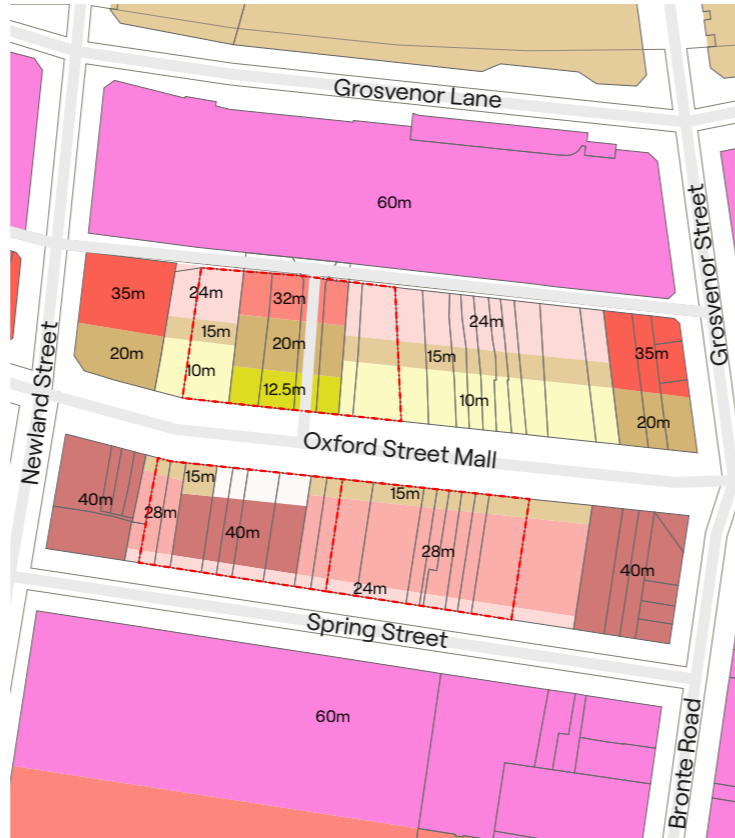 Grosvenor Lane
60m
Grosvenor Street
35m
24m
32m
24m
15m
20m
15m
35m
20m
10m
12.5m
10m
20m
Newland Street
Oxford Street Mall
15m
15m
40m
28m
40m
28m
40m
24m
Spring Street
60m
Bronte Road